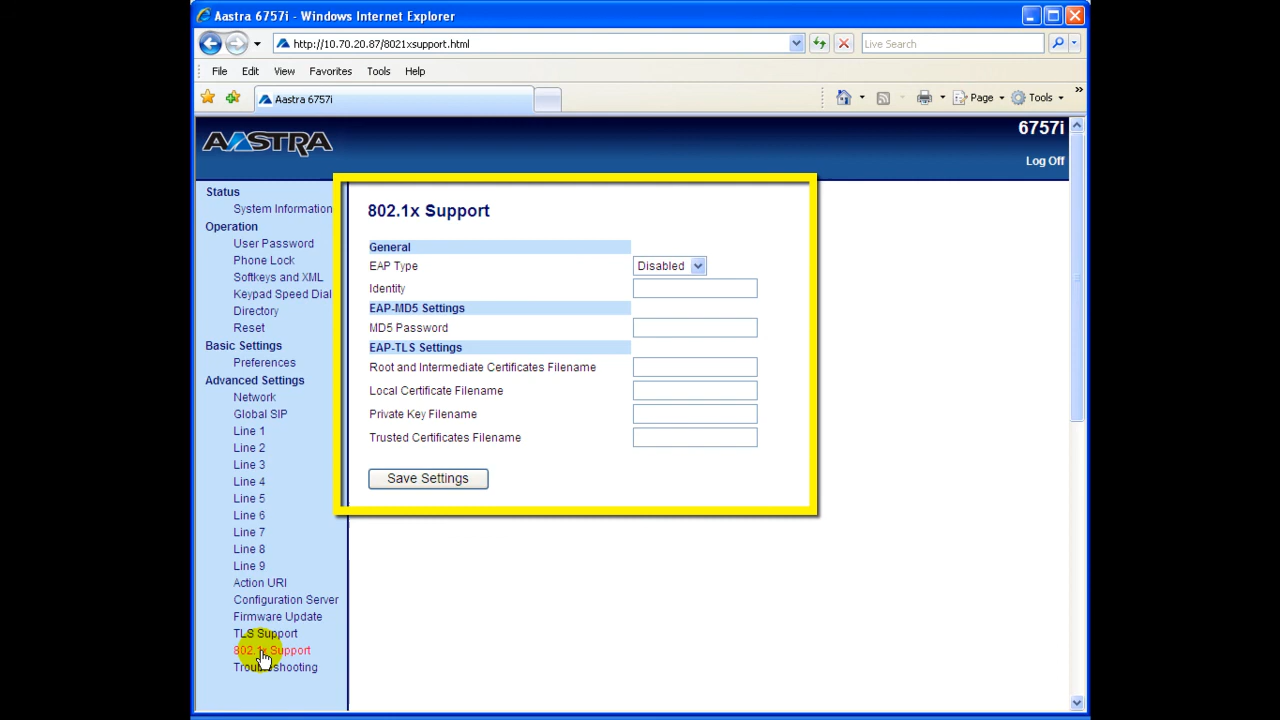 Aastra 6757i - Windows Internet Explorer
http://10.70.20.87/8021xsupport.html
Live Search
File Edit View Favorites Tools Help
Aastra 6757i
Page Tools »
AASTRA
6757i
Log Off
Status
System Information
Operation
User Password
Phone Lock
Softkeys and XML
Keypad Speed Dial
Directory
Reset
Basic Settings
Preferences
Advanced Settings
Network
Global SIP
Line 1
Line 2
Line 3
Line 4
Line 5
Line 6
Line 7
Line 8
Line 9
Action URI
Configuration Server
Firmware Update
TLS Support
802.1x Support
Troubleshooting
802.1x Support
General
EAP Type Disabled
Identity
EAP-MD5 Settings
MD5 Password
EAP-TLS Settings
Root and Intermediate Certificates Filename
Local Certificate Filename
Private Key Filename
Trusted Certificates Filename
Save Settings